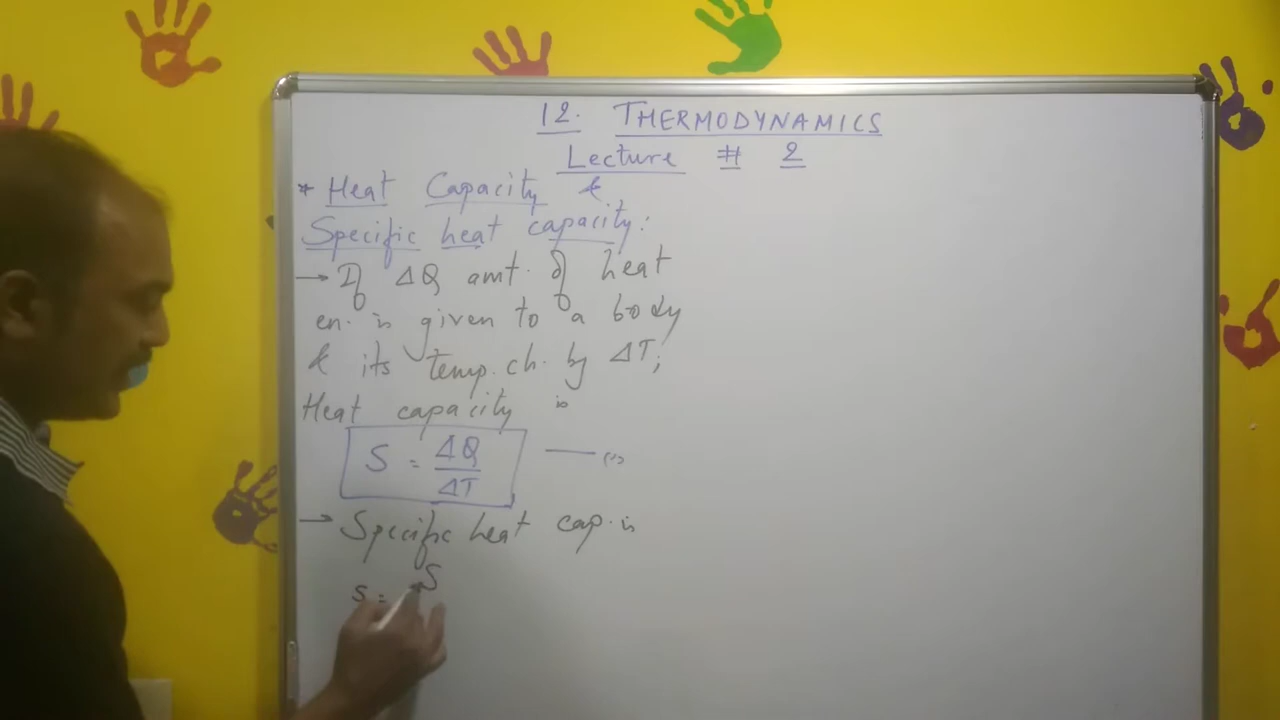 12. THERMODYNAMICS
Lecture # 2
* Heat Capacity &
Specific heat capacity:
→ If ΔQ amt. of heat
en. is given to a body
& its temp. ch. by ΔT;
Heat capacity is
S = ΔQ/ΔT —— (1)
→ Specific heat cap. is
s = S